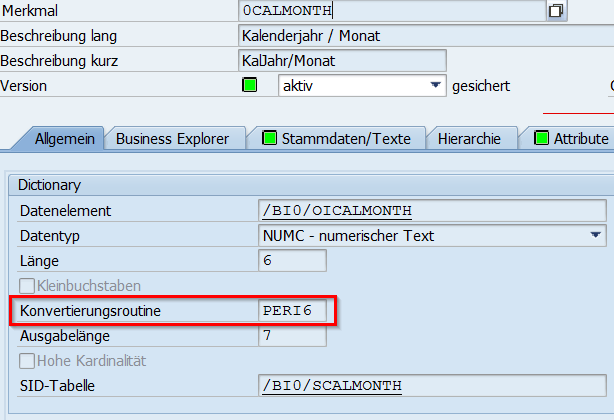 Merkmal 0CALMONTH
Beschreibung lang Kalenderjahr / Monat
Beschreibung kurz KalJahr/Monat
Version aktiv gesichert
Allgemein Business Explorer Stammdaten/Texte Hierarchie Attribute
Dictionary
Datenelement /BI0/OICALMONTH
Datentyp NUMC - numerischer Text
Länge 6
Kleinbuchstaben
Konvertierungsroutine PERI6
Ausgabelänge 7
Hohe Kardinalität
SID-Tabelle /BI0/SCALMONTH